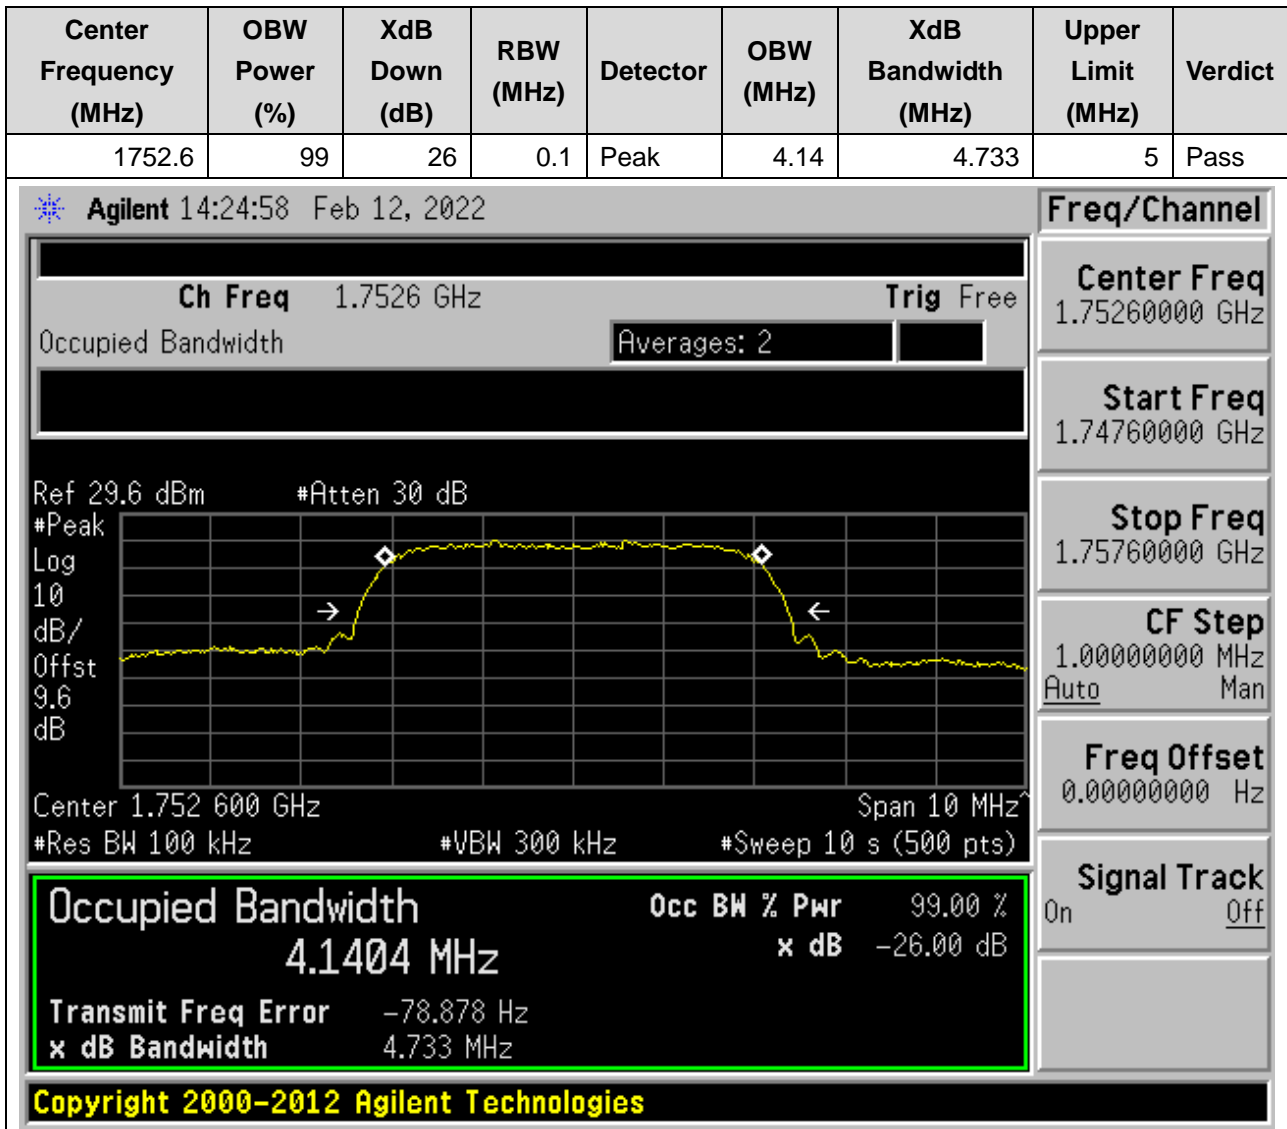 Center Frequency (MHz) OBW Power (%) XdB Down (dB) RBW (MHz) Detector OBW (MHz) XdB Bandwidth (MHz) Upper Limit (MHz) Verdict
1752.6 99 26 0.1 Peak 4.14 4.733 5 Pass
Agilent 14:24:58 Feb 12, 2022
Ch Freq 1.7526 GHz Trig Free
Occupied Bandwidth Averages: 2
Ref 29.6 dBm #Atten 30 dB
#Peak
Log
10
dB/
Offst
9.6
dB
Center 1.752 600 GHz Span 10 MHz^
#Res BW 100 kHz #VBW 300 kHz #Sweep 10 s (500 pts)
Occupied Bandwidth Occ BW % Pwr 99.00 %
4.1404 MHz x dB -26.00 dB
Transmit Freq Error -78.878 Hz
x dB Bandwidth 4.733 MHz
Copyright 2000-2012 Agilent Technologies
Freq/Channel
Center Freq
1.75260000 GHz
Start Freq
1.74760000 GHz
Stop Freq
1.75760000 GHz
CF Step
1.00000000 MHz
Auto Man
Freq Offset
0.00000000 Hz
Signal Track
On Off